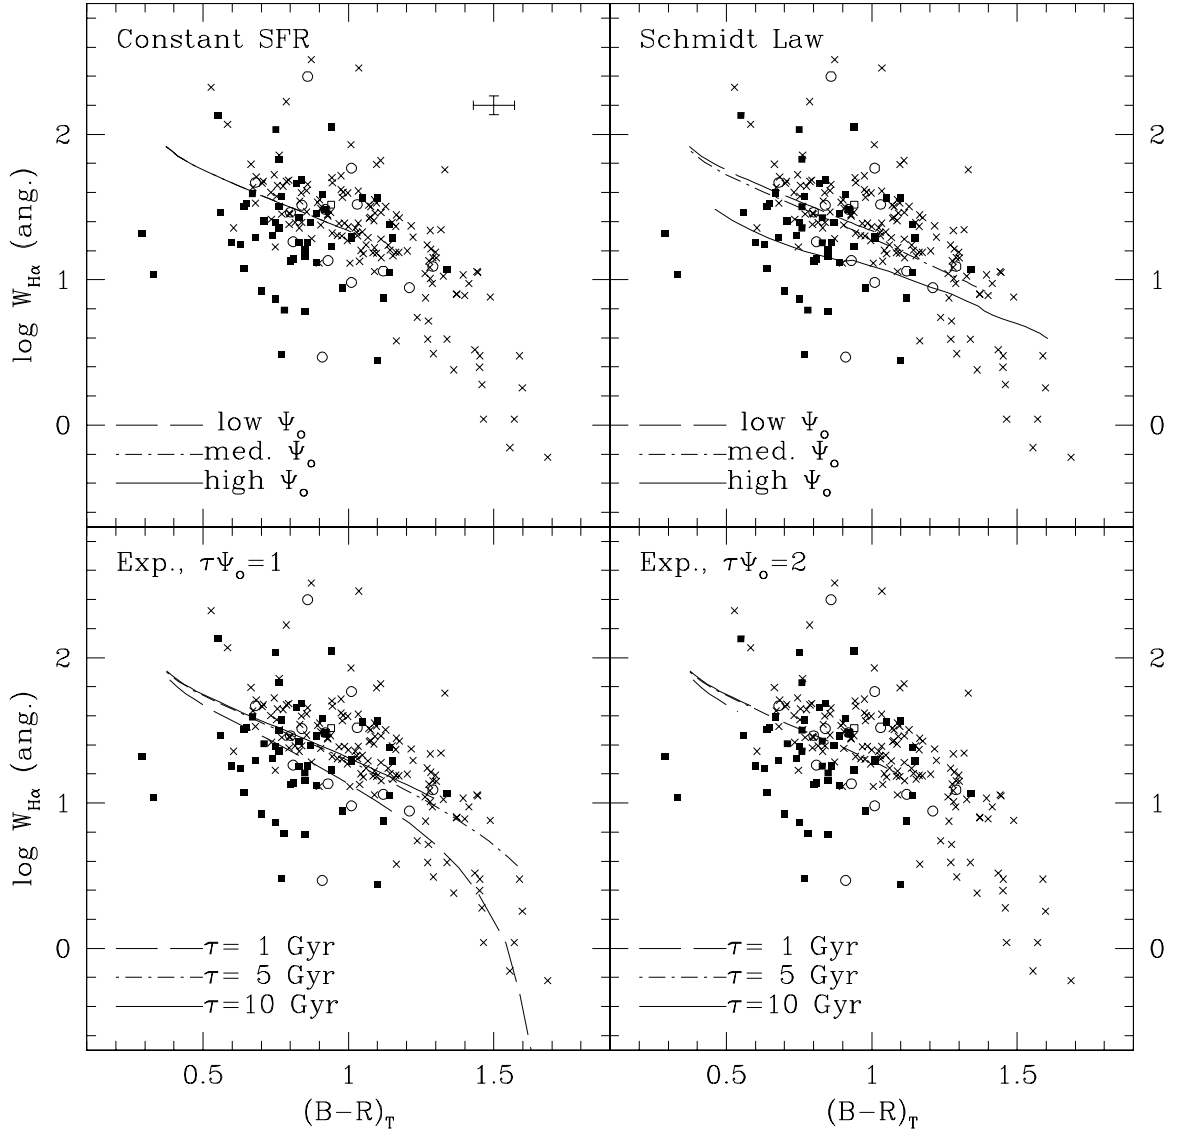 Constant SFR
Schmidt Law
2
2
log W_Hα (ang.)
1
1
0
low Ψ_o
low Ψ_o
0
med. Ψ_o
med. Ψ_o
high Ψ_o
high Ψ_o
Exp., τΨ_o=1
Exp., τΨ_o=2
2
2
log W_Hα (ang.)
1
1
0
τ= 1 Gyr
τ= 1 Gyr
0
τ= 5 Gyr
τ= 5 Gyr
τ=10 Gyr
τ=10 Gyr
0.5
1
1.5
0.5
1
1.5
(B−R)_T
(B−R)_T